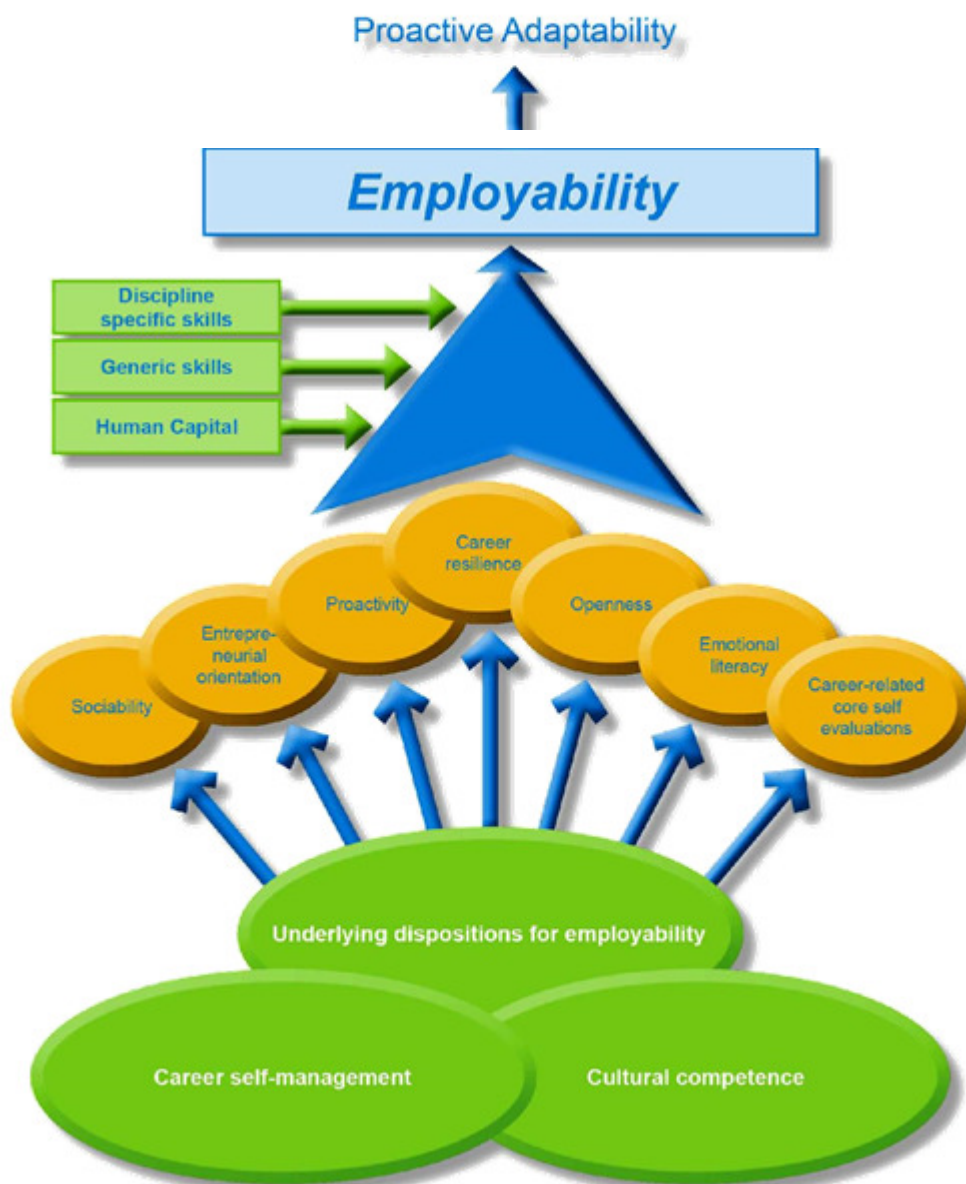 Proactive Adaptability
Employability
Discipline
specific skills
Generic skills
Human Capital
Career
resilience
Proactivity
Openness
Entrepre-
neurial
orientation
Emotional
literacy
Sociability
Career-related
core self
evaluations
Underlying dispositions for employability
Career self-management
Cultural competence